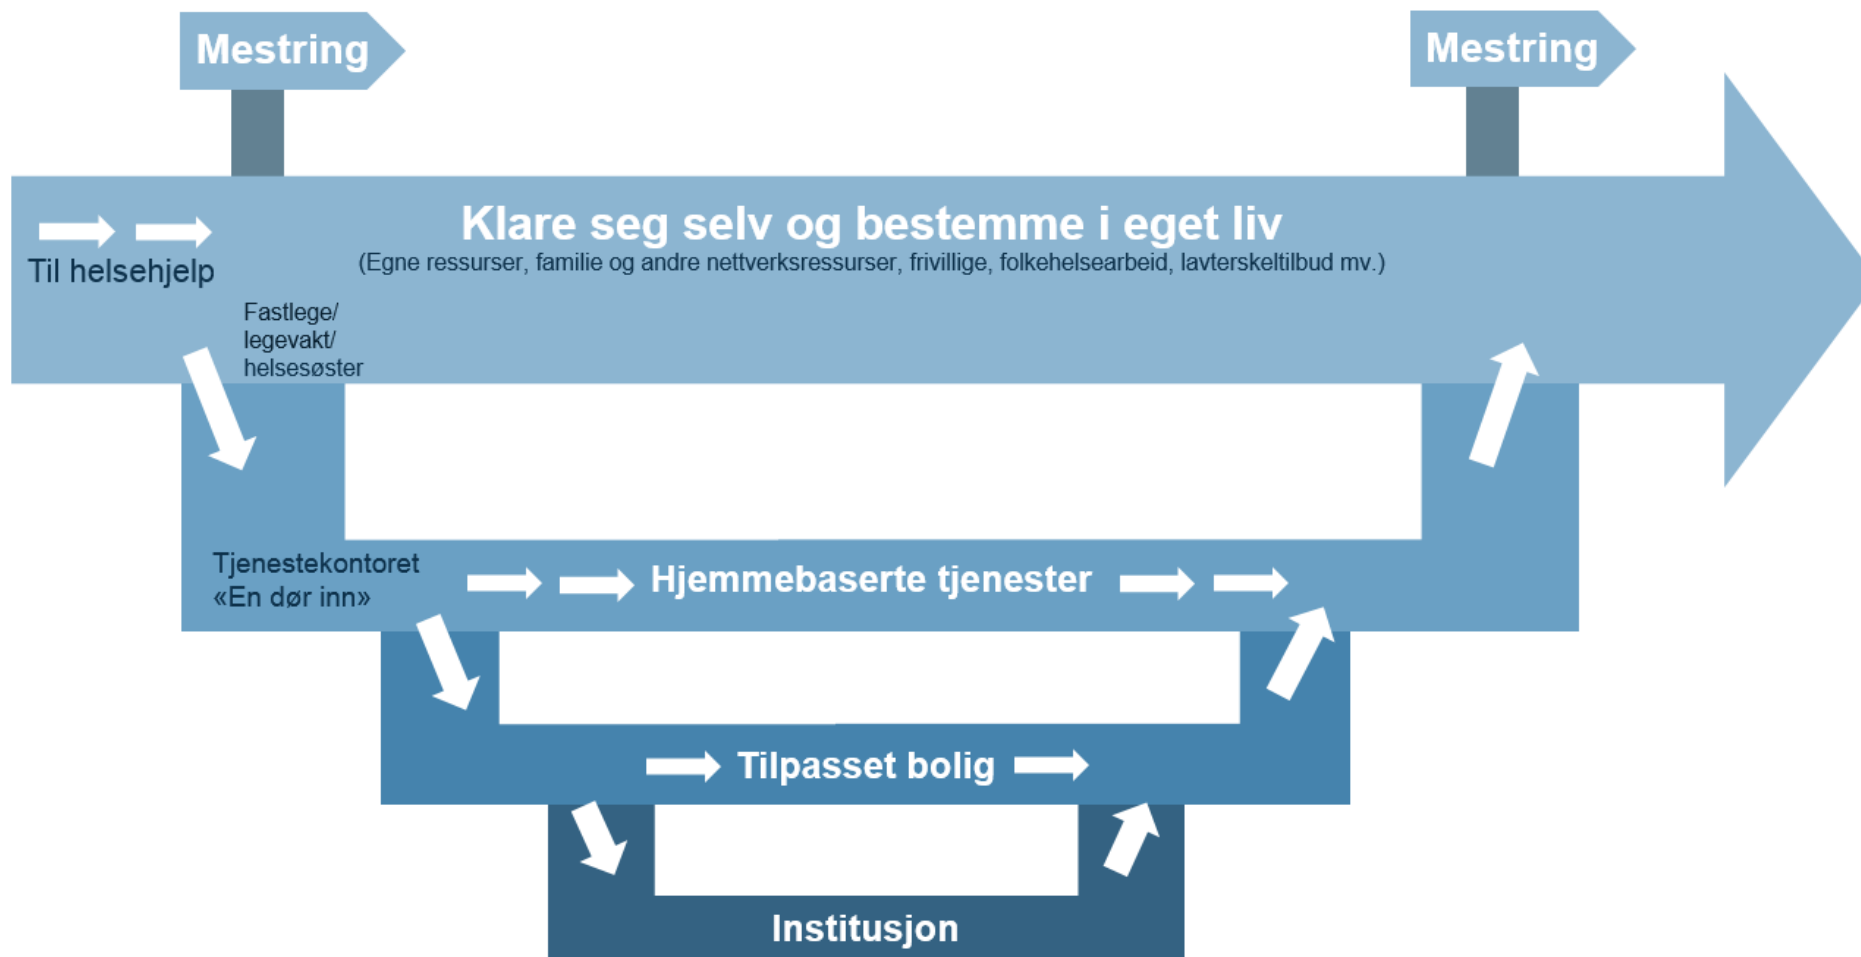 Mestring
Mestring
Klare seg selv og bestemme i eget liv
(Egne ressurser, familie og andre nettverksressurser, frivillige, folkehelsearbeid, lavterskeltilbud mv.)
Til helsehjelp
Fastlege/
legevakt/
helsesøster
Tjenestekontoret
«En dør inn»
Hjemmebaserte tjenester
Tilpasset bolig
Institusjon